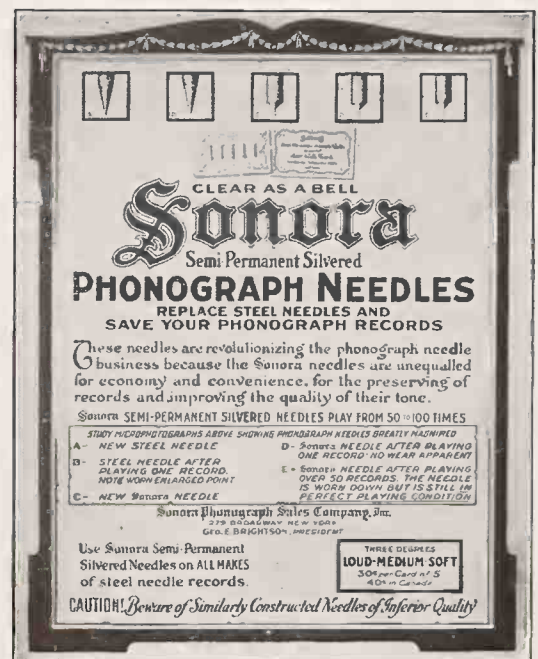 CLEAR AS A BELL
Sonora
Semi-Permanent Silvered
PHONOGRAPH NEEDLES
REPLACE STEEL NEEDLES AND
SAVE YOUR PHONOGRAPH RECORDS
These needles are revolutionizing the phonograph needle
business because the Sonora needles are unequalled
for economy and convenience, for the preserving of
records and improving the quality of their tone.
Sonora SEMI-PERMANENT SILVERED NEEDLES PLAY FROM 50 TO 100 TIMES
STUDY MICROPHOTOGRAPHS ABOVE SHOWING PHONOGRAPH NEEDLES GREATLY MAGNIFIED
A- NEW STEEL NEEDLE
B- STEEL NEEDLE AFTER
PLAYING ONE RECORD.
NOTE WORN ENLARGED POINT
C- NEW Sonora NEEDLE
D- Sonora NEEDLE AFTER PLAYING
ONE RECORD NO WEAR APPARENT
E- Sonora NEEDLE AFTER PLAYING
OVER 50 RECORDS. THE NEEDLE
IS WORN DOWN BUT IS STILL IN
PERFECT PLAYING CONDITION
Sonora Phonograph Sales Company, Inc.
279 BROADWAY NEW YORK
GEO. E. BRIGHTSON, PRESIDENT
Use Sonora Semi-Permanent
Silvered Needles on ALL MAKES
of steel needle records.
THREE DEGREES
LOUD-MEDIUM-SOFT
30¢ per Card of 5
40¢ in Canada
CAUTION! Beware of Similarly Constructed Needles of Inferior Quality